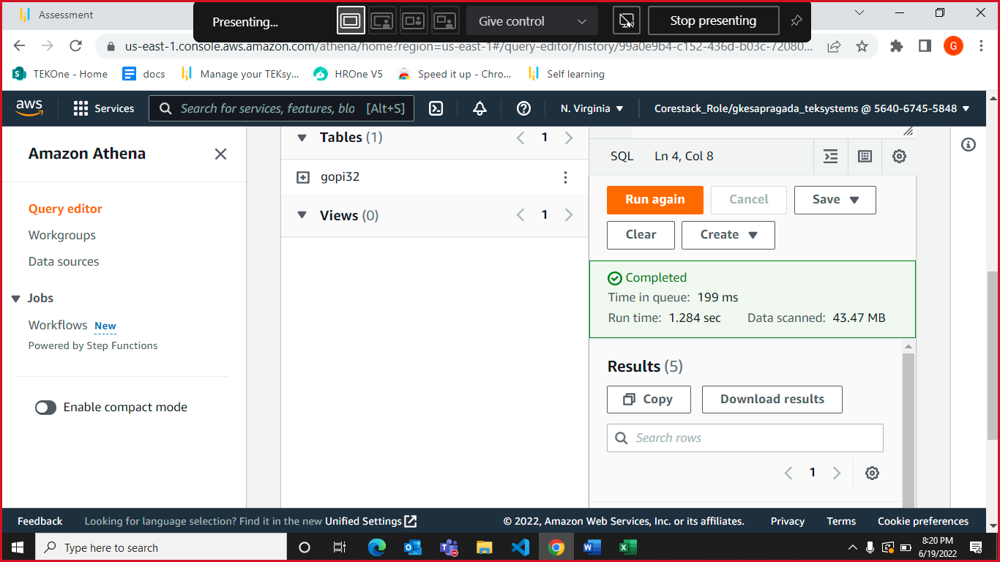 Assessment
Presenting...
Give control
Stop presenting
us-east-1.console.aws.amazon.com/athena/home?region=us-east-1#/query-editor/history/99a0e9b4-c152-436d-b03c-72080...
G
TEKOne - Home
docs
Manage your TEKsy...
HROne V5
Speed it up - Chro...
Self learning
aws
Services
Search for services, features, blo
[Alt+S]
N. Virginia
Corestack_Role/gkesapragada_teksystems @ 5640-6745-5848
Amazon Athena
Query editor
Workgroups
Data sources
Jobs
Workflows New
Powered by Step Functions
Enable compact mode
Tables (1)
1
gopi32
Views (0)
1
SQL Ln 4, Col 8
Run again
Cancel
Save
Clear
Create
Completed
Time in queue: 199 ms
Run time: 1.284 sec Data scanned: 43.47 MB
Results (5)
Copy
Download results
Search rows
1
Feedback
Looking for language selection? Find it in the new Unified Settings
© 2022, Amazon Web Services, Inc. or its affiliates.
Privacy
Terms
Cookie preferences
Type here to search
8:20 PM
6/19/2022